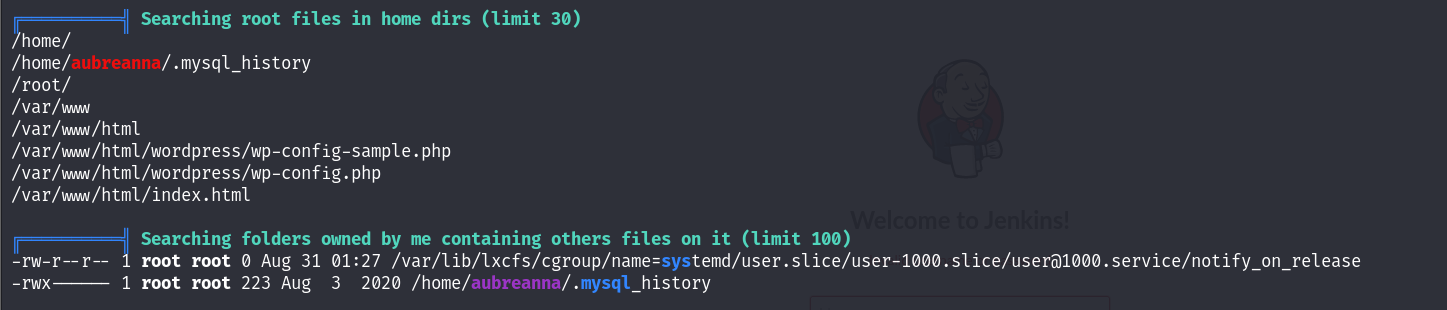 ╔══════════╣ Searching root files in home dirs (limit 30)
/home/
/home/aubreanna/.mysql_history
/root/
/var/www
/var/www/html
/var/www/html/wordpress/wp-config-sample.php
/var/www/html/wordpress/wp-config.php
/var/www/html/index.html
Welcome to Jenkins!
╔══════════╣ Searching folders owned by me containing others files on it (limit 100)
-rw-r--r-- 1 root root 0 Aug 31 01:27 /var/lib/lxcfs/cgroup/name=systemd/user.slice/user-1000.slice/user@1000.service/notify_on_release
-rwx------ 1 root root 223 Aug  3  2020 /home/aubreanna/.mysql_history